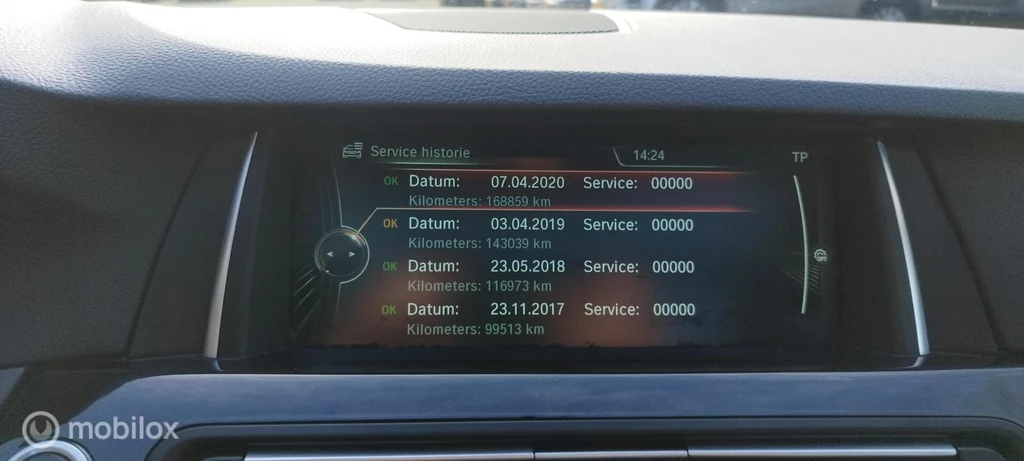 Service historie 14:24 TP
OK Datum: 07.04.2020 Service: 00000
Kilometers: 168859 km
OK Datum: 03.04.2019 Service: 00000
Kilometers: 143039 km
OK Datum: 23.05.2018 Service: 00000
Kilometers: 116973 km
OPT
OK Datum: 23.11.2017 Service: 00000
Kilometers: 99513 km
mobilox